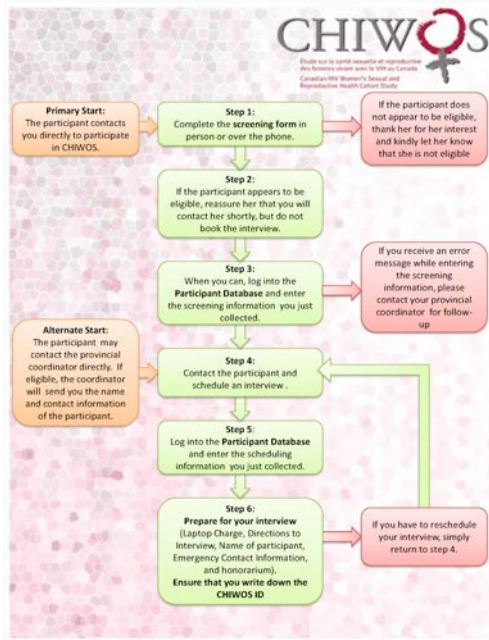 CHIWOS
Étude sur la santé sexuelle et reproductive
des femmes vivant avec le VIH au Canada
Canadian HIV Women's Sexual and
Reproductive Health Cohort Study
Primary Start:
The participant contacts
you directly to participate
in CHIWOS.
Step 1:
Complete the screening form in
person or over the phone.
If the participant does
not appear to be eligible,
thank her for her interest
and kindly let her know
that she is not eligible
Step 2:
If the participant appears to be
eligible, reassure her that you will
contact her shortly, but do not
book the interview.
Step 3:
When you can, log into the
Participant Database and enter
the screening information you just
collected.
If you receive an error
message while entering
the screening
information, please
contact your provincial
coordinator for follow-
up
Alternate Start:
The participant may
contact the provincial
coordinator directly. If
eligible, the coordinator
will send you the name
and contact information
of the participant.
Step 4:
Contact the participant and
schedule an interview .
Step 5:
Log into the Participant Database
and enter the scheduling
information you just collected.
Step 6:
Prepare for your interview
(Laptop Charge, Directions to
Interview, Name of participant,
Emergency Contact Information,
and honorarium).
Ensure that you write down the
CHIWOS ID
If you have to reschedule
your interview, simply
return to step 4.